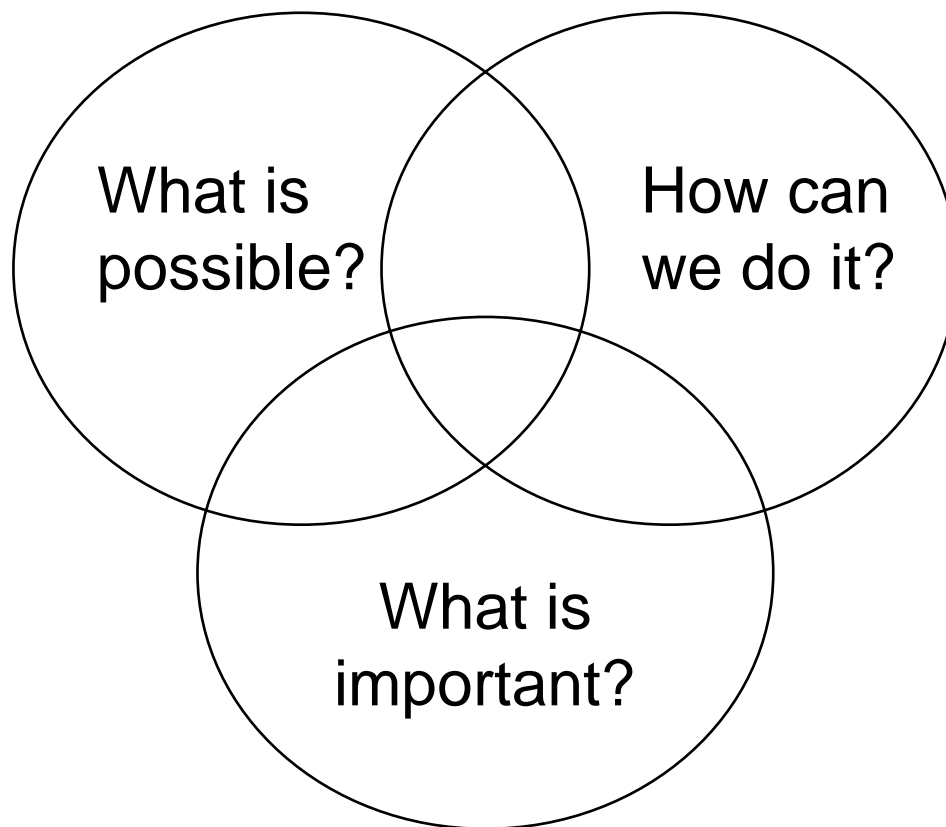 What is
possible?
How can
we do it?
What is
important?